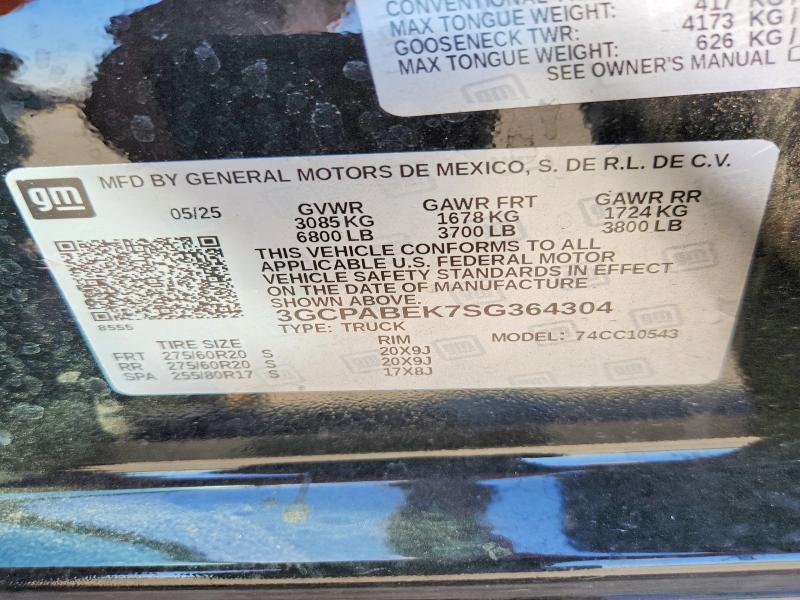 CONVENTIONAL
417 KG
MAX TONGUE WEIGHT: 4173 KG /
GOOSENECK TWR: 626 KG /
MAX TONGUE WEIGHT:
SEE OWNER'S MANUAL
gm
MFD BY GENERAL MOTORS DE MEXICO, S. DE R.L. DE C.V.
05/25 GVWR GAWR FRT GAWR RR
3085 KG 1678 KG 1724 KG
6800 LB 3700 LB 3800 LB
THIS VEHICLE CONFORMS TO ALL
APPLICABLE U.S. FEDERAL MOTOR
VEHICLE SAFETY STANDARDS IN EFFECT
ON THE DATE OF MANUFACTURE
SHOWN ABOVE.
8555
3GCPABEK7SG364304
TYPE: TRUCK MODEL: 74CC10543
TIRE SIZE RIM
FRT 275/60R20 S 20X9J
RR 275/60R20 S 20X9J
SPA 255/80R17 S 17X8J